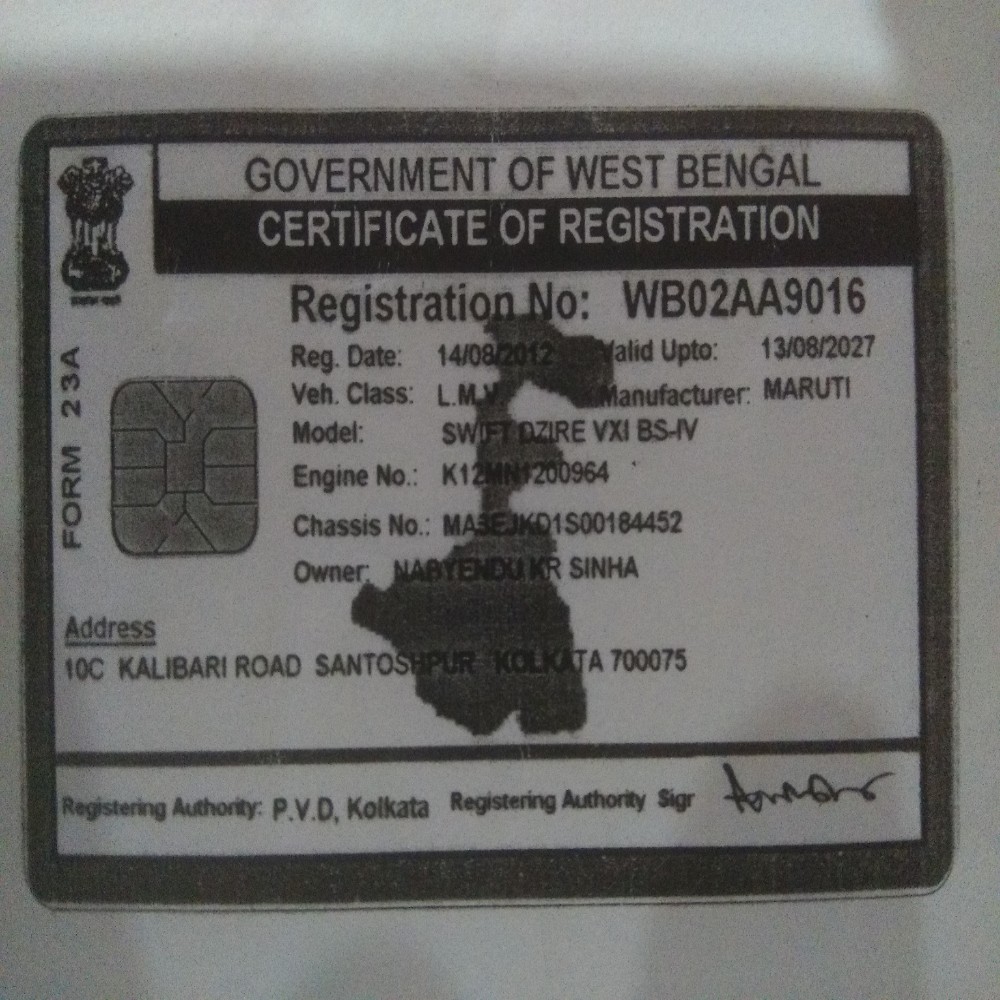 GOVERNMENT OF WEST BENGAL
CERTIFICATE OF REGISTRATION
Registration No: WB02AA9016
Reg. Date: 14/08/2012 Valid Upto: 13/08/2027
Veh. Class: L.M.V. Manufacturer: MARUTI
Model: SWIFT DZIRE VXI BS-IV
Engine No.: K12MN1200964
Chassis No.: MA3EJKD1S00184452
Owner: NABYENDU KR SINHA
FORM 23A
Address
10C KALIBARI ROAD SANTOSHPUR KOLKATA 700075
Registering Authority: P.V.D, Kolkata Registering Authority Sign